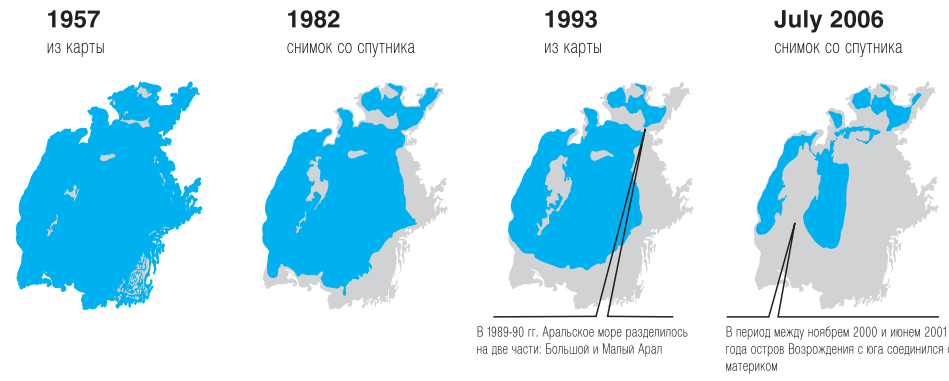 1957
из карты
1982
снимок со спутника
1993
из карты
July 2006
снимок со спутника
В 1989-90 гг. Аральское море разделилось
на две части: Большой и Малый Арал
В период между ноябрем 2000 и июнем 2001
года остров Возрождения с юга соединился с
материком